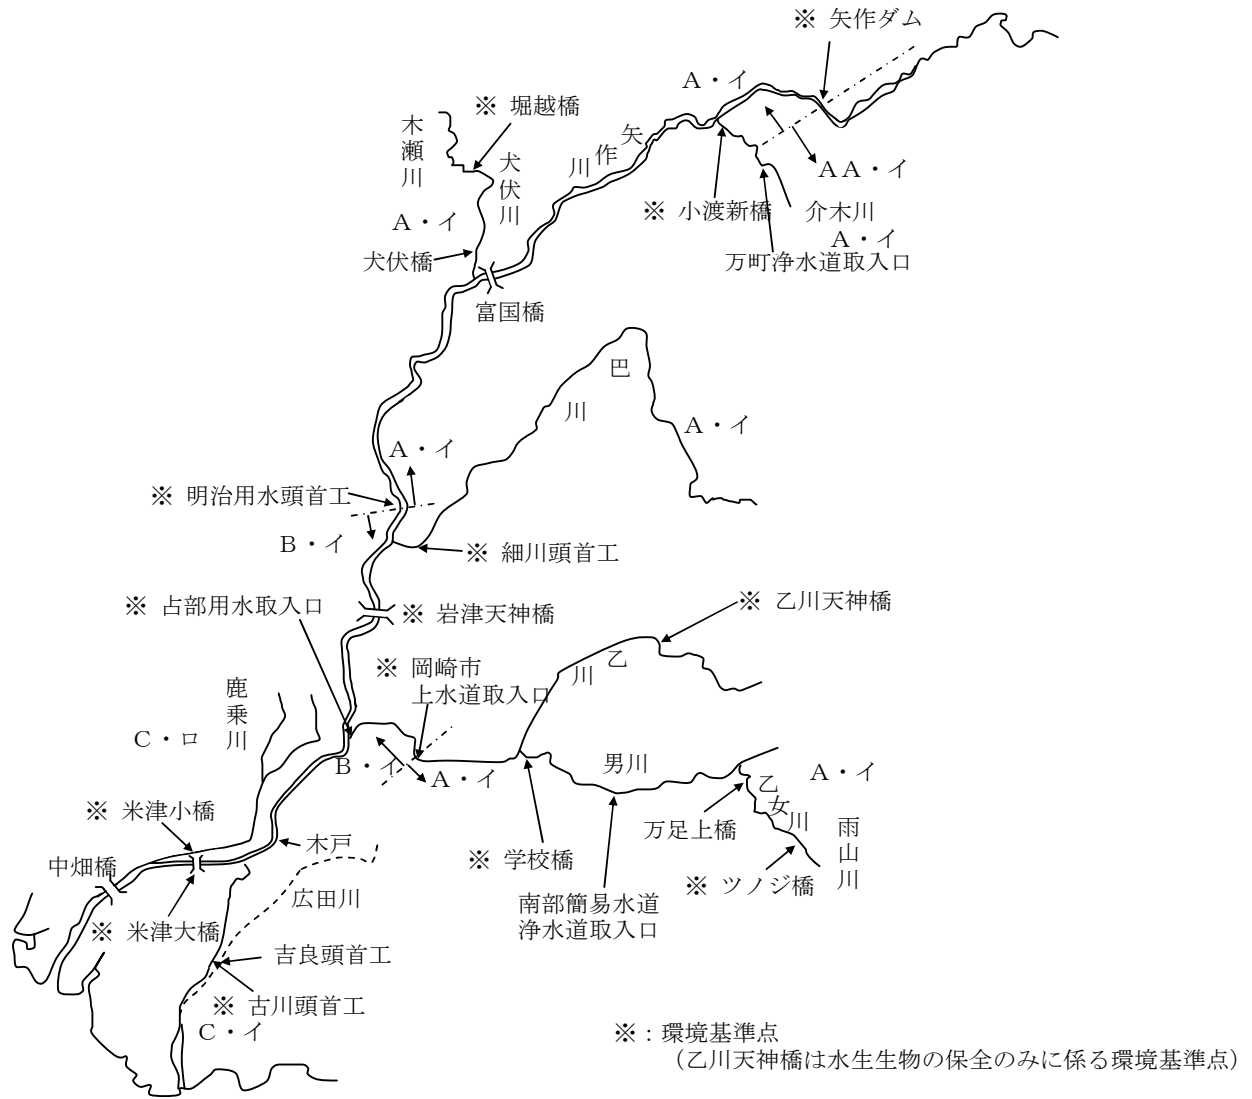 ※ 矢作ダム
A・イ
※ 堀越橋
木瀬川
犬伏川
矢作川
AA・イ
※ 小渡新橋
介木川
A・イ
A・イ
犬伏橋
万町浄水道取入口
富国橋
巴川
A・イ
A・イ
※ 明治用水頭首工
B・イ
※ 細川頭首工
※ 占部用水取入口
※ 岩津天神橋
※ 乙川天神橋
※ 岡崎市
上水道取入口
乙川
鹿乗川
C・ロ
B・イ
A・イ
男川
A・イ
乙女川
万足上橋
雨山川
※ 米津小橋
木戸
中畑橋
※ 学校橋
※ ツノジ橋
広田川
南部簡易水道
浄水道取入口
※ 米津大橋
吉良頭首工
※ 古川頭首工
C・イ
※：環境基準点
（乙川天神橋は水生生物の保全のみに係る環境基準点）